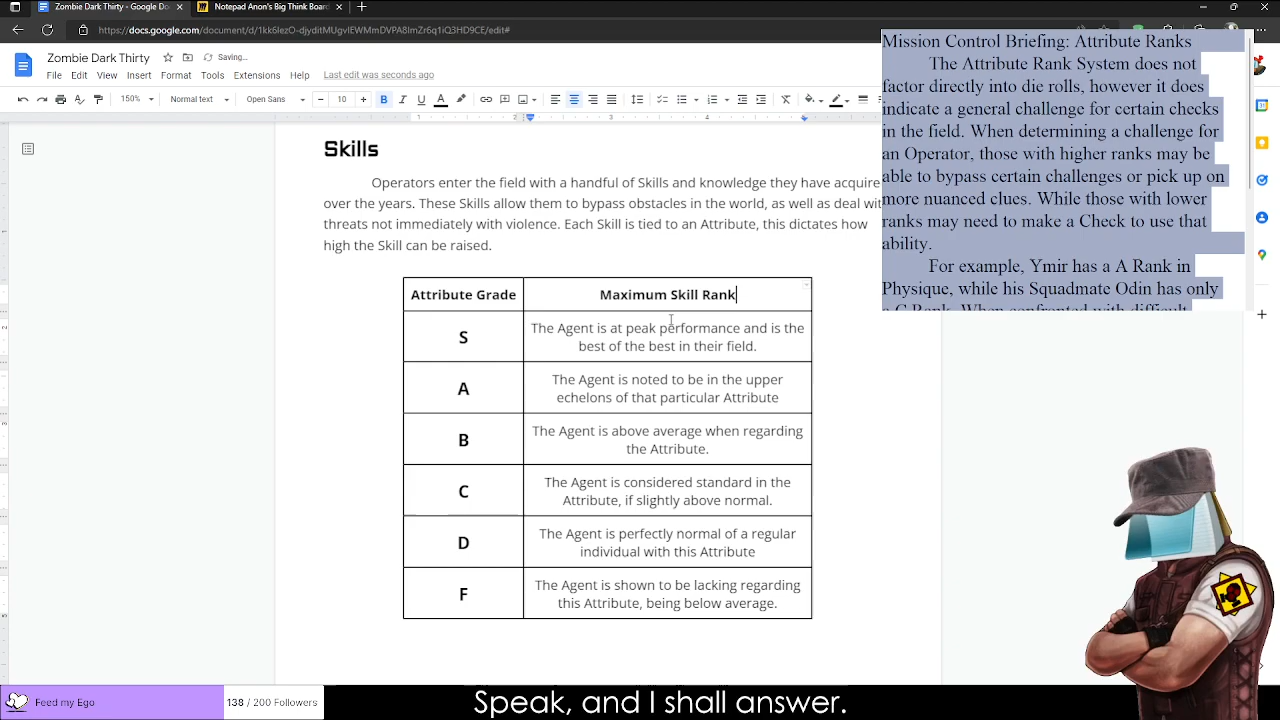 Zombie Dark Thirty - Google Do
Notepad Anon's Big Think Board
https://docs.google.com/document/d/1kk6IezO-djyditMUgvIEWMmDVPA8ImZr6q1iQ3HD9CE/edit#
Zombie Dark Thirty
Saving...
File Edit View Insert Format Tools Extensions Help
Last edit was seconds ago
150% Normal text Open Sans 10
1 2 3 4
Skills
Operators enter the field with a handful of Skills and knowledge they have acquire
over the years. These Skills allow them to bypass obstacles in the world, as well as deal wit
threats not immediately with violence. Each Skill is tied to an Attribute, this dictates how
high the Skill can be raised.
Attribute Grade
Maximum Skill Rank
S
The Agent is at peak performance and is the
best of the best in their field.
A
The Agent is noted to be in the upper
echelons of that particular Attribute
B
The Agent is above average when regarding
the Attribute.
C
The Agent is considered standard in the
Attribute, if slightly above normal.
D
The Agent is perfectly normal of a regular
individual with this Attribute
F
The Agent is shown to be lacking regarding
this Attribute, being below average.
Mission Control Briefing: Attribute Ranks
The Attribute Rank System does not
factor directly into die rolls, however it does
indicate a general challenge for certain checks
in the field. When determining a challenge for
an Operator, those with higher ranks may be
able to bypass certain challenges or pick up on
more nuanced clues. While those with lower
ranks may need to make a Check to use that
ability.
For example, Ymir has a A Rank in
Physique, while his Squadmate Odin has only
a C Rank. When confronted with difficult
Feed my Ego
138 / 200 Followers
Speak, and I shall answer.